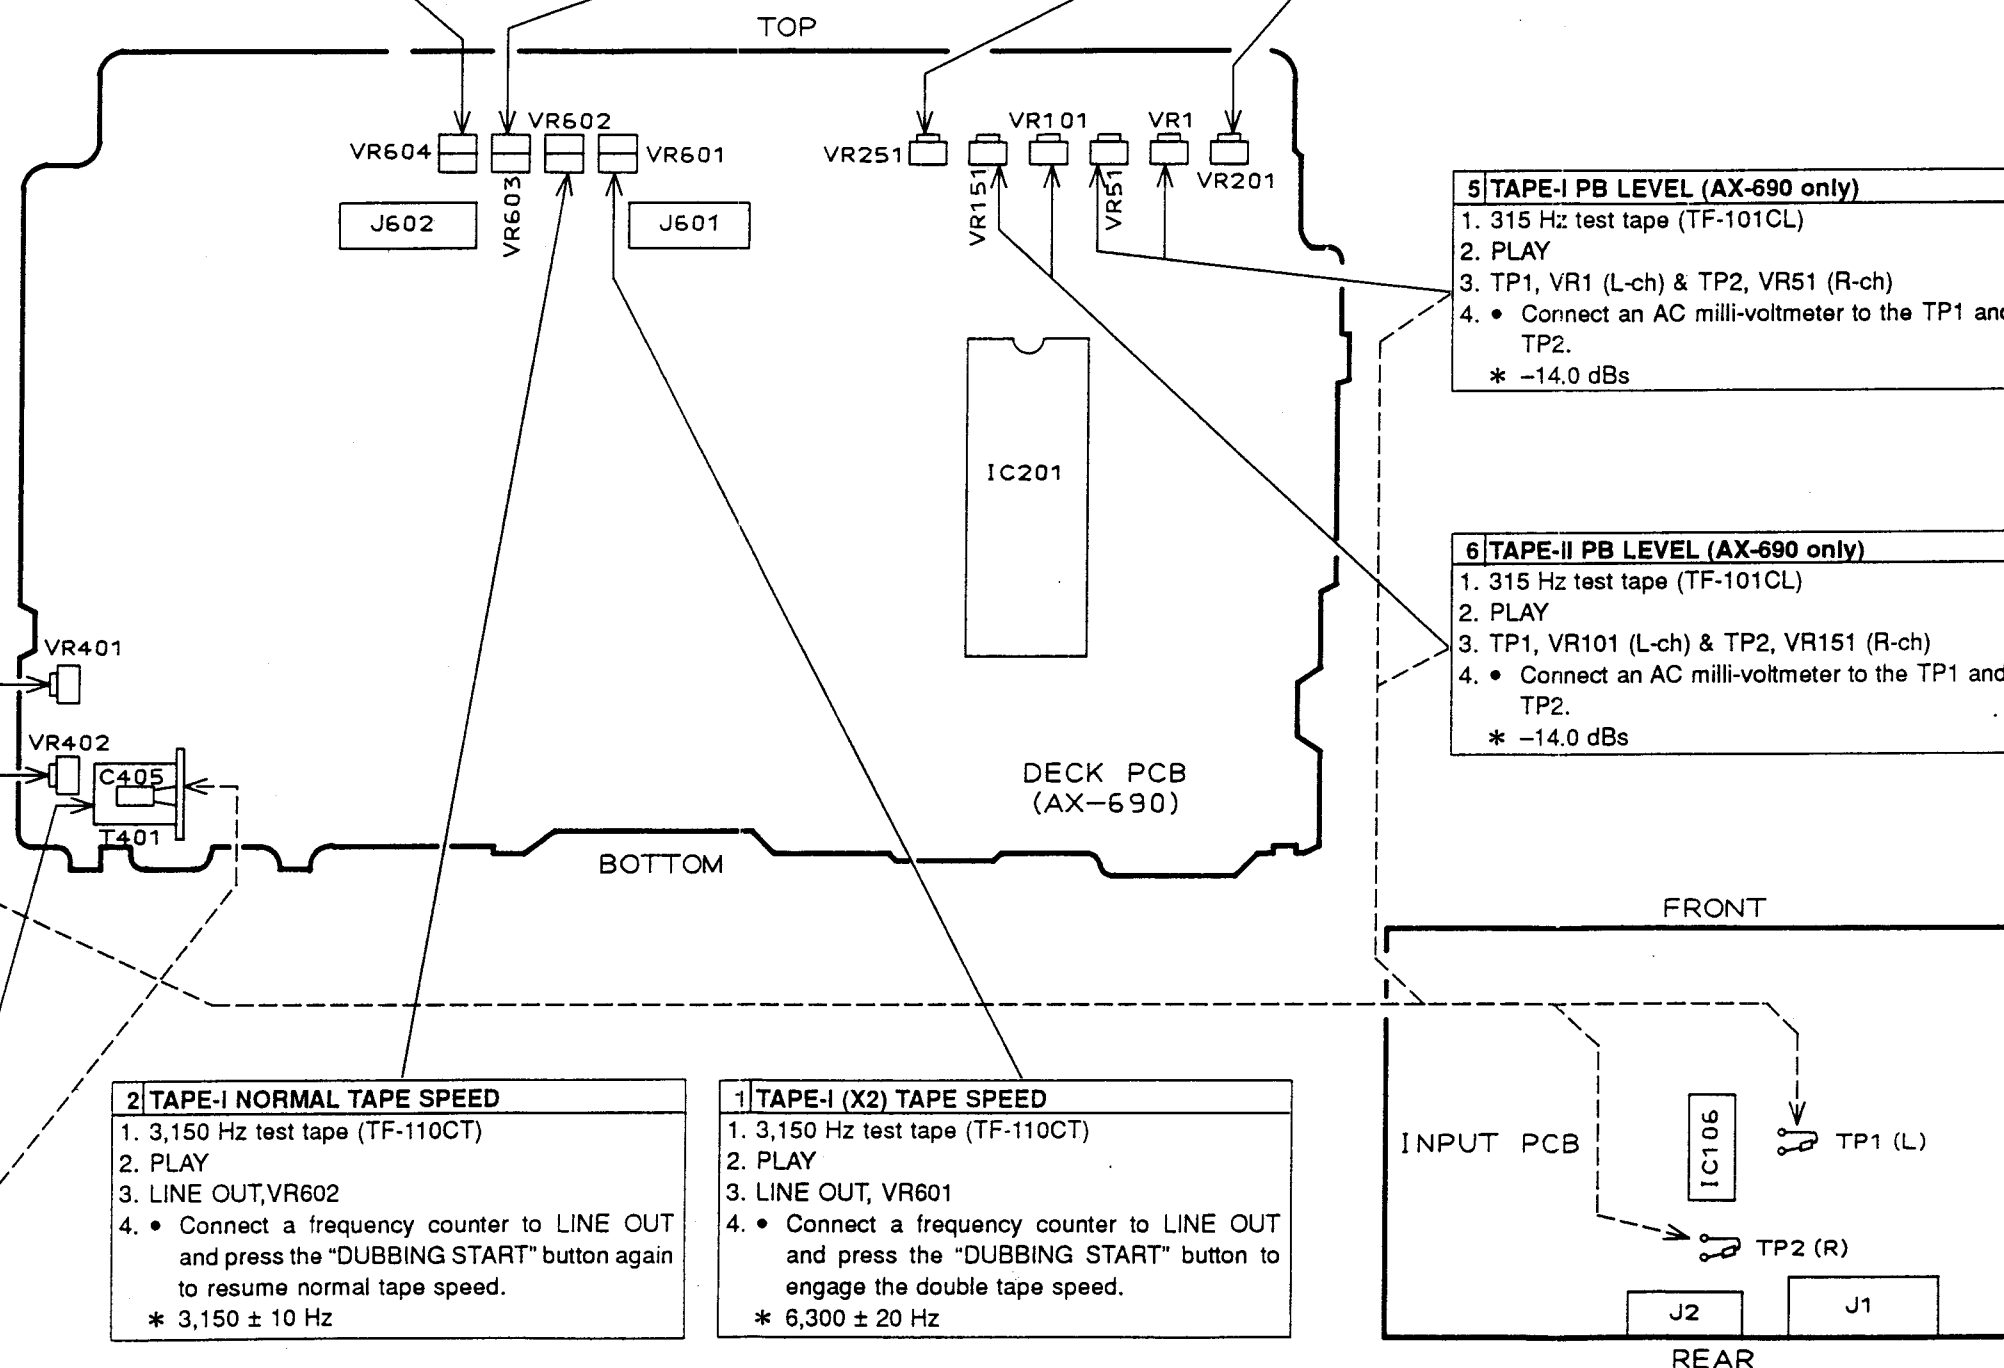 TOP
VR604
VR603
VR602
VR601
J602
J601
VR251
VR151
VR101
VR51
VR1
VR201
IC201
VR401
VR402
C405
T401
DECK PCB
(AX-690)
BOTTOM
5 TAPE-I PB LEVEL (AX-690 only)
1. 315 Hz test tape (TF-101CL)
2. PLAY
3. TP1, VR1 (L-ch) & TP2, VR51 (R-ch)
4. • Connect an AC milli-voltmeter to the TP1 and
TP2.
* –14.0 dBs
6 TAPE-II PB LEVEL (AX-690 only)
1. 315 Hz test tape (TF-101CL)
2. PLAY
3. TP1, VR101 (L-ch) & TP2, VR151 (R-ch)
4. • Connect an AC milli-voltmeter to the TP1 and
TP2.
* –14.0 dBs
2 TAPE-I NORMAL TAPE SPEED
1. 3,150 Hz test tape (TF-110CT)
2. PLAY
3. LINE OUT,VR602
4. • Connect a frequency counter to LINE OUT
and press the “DUBBING START” button again
to resume normal tape speed.
* 3,150 ± 10 Hz
1 TAPE-I (X2) TAPE SPEED
1. 3,150 Hz test tape (TF-110CT)
2. PLAY
3. LINE OUT, VR601
4. • Connect a frequency counter to LINE OUT
and press the “DUBBING START” button to
engage the double tape speed.
* 6,300 ± 20 Hz
FRONT
INPUT PCB
IC106
TP1 (L)
TP2 (R)
J2
J1
REAR